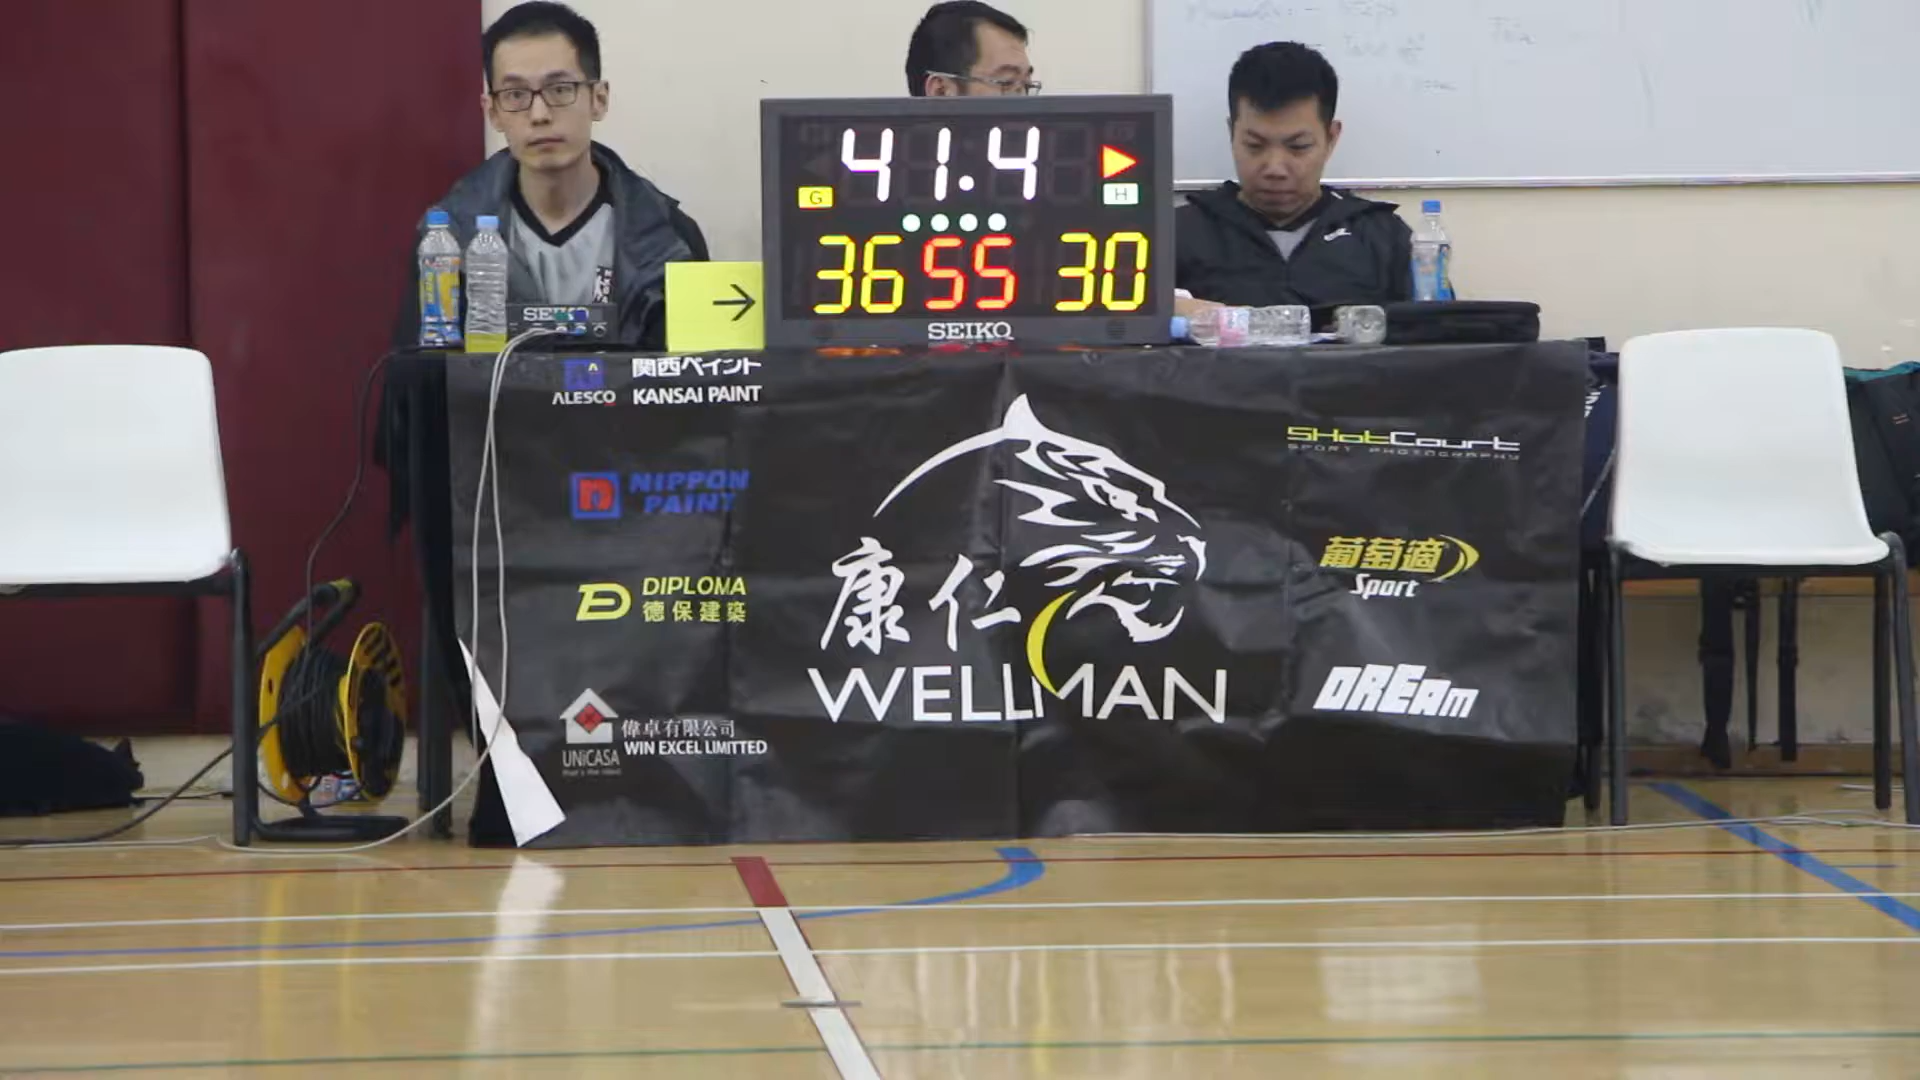 41.4
G
H
36 55 30
SEIKO
SEIKO
→
ALESCO
関西ペイント
KANSAI PAINT
NIPPON
PAINT
DIPLOMA
德保建築
UNiCASA
偉卓有限公司
WIN EXCEL LIMITTED
康仁
WELLMAN
SHotCourt
SPORT PHOTOGRAPHY
葡萄適
Sport
DREAm